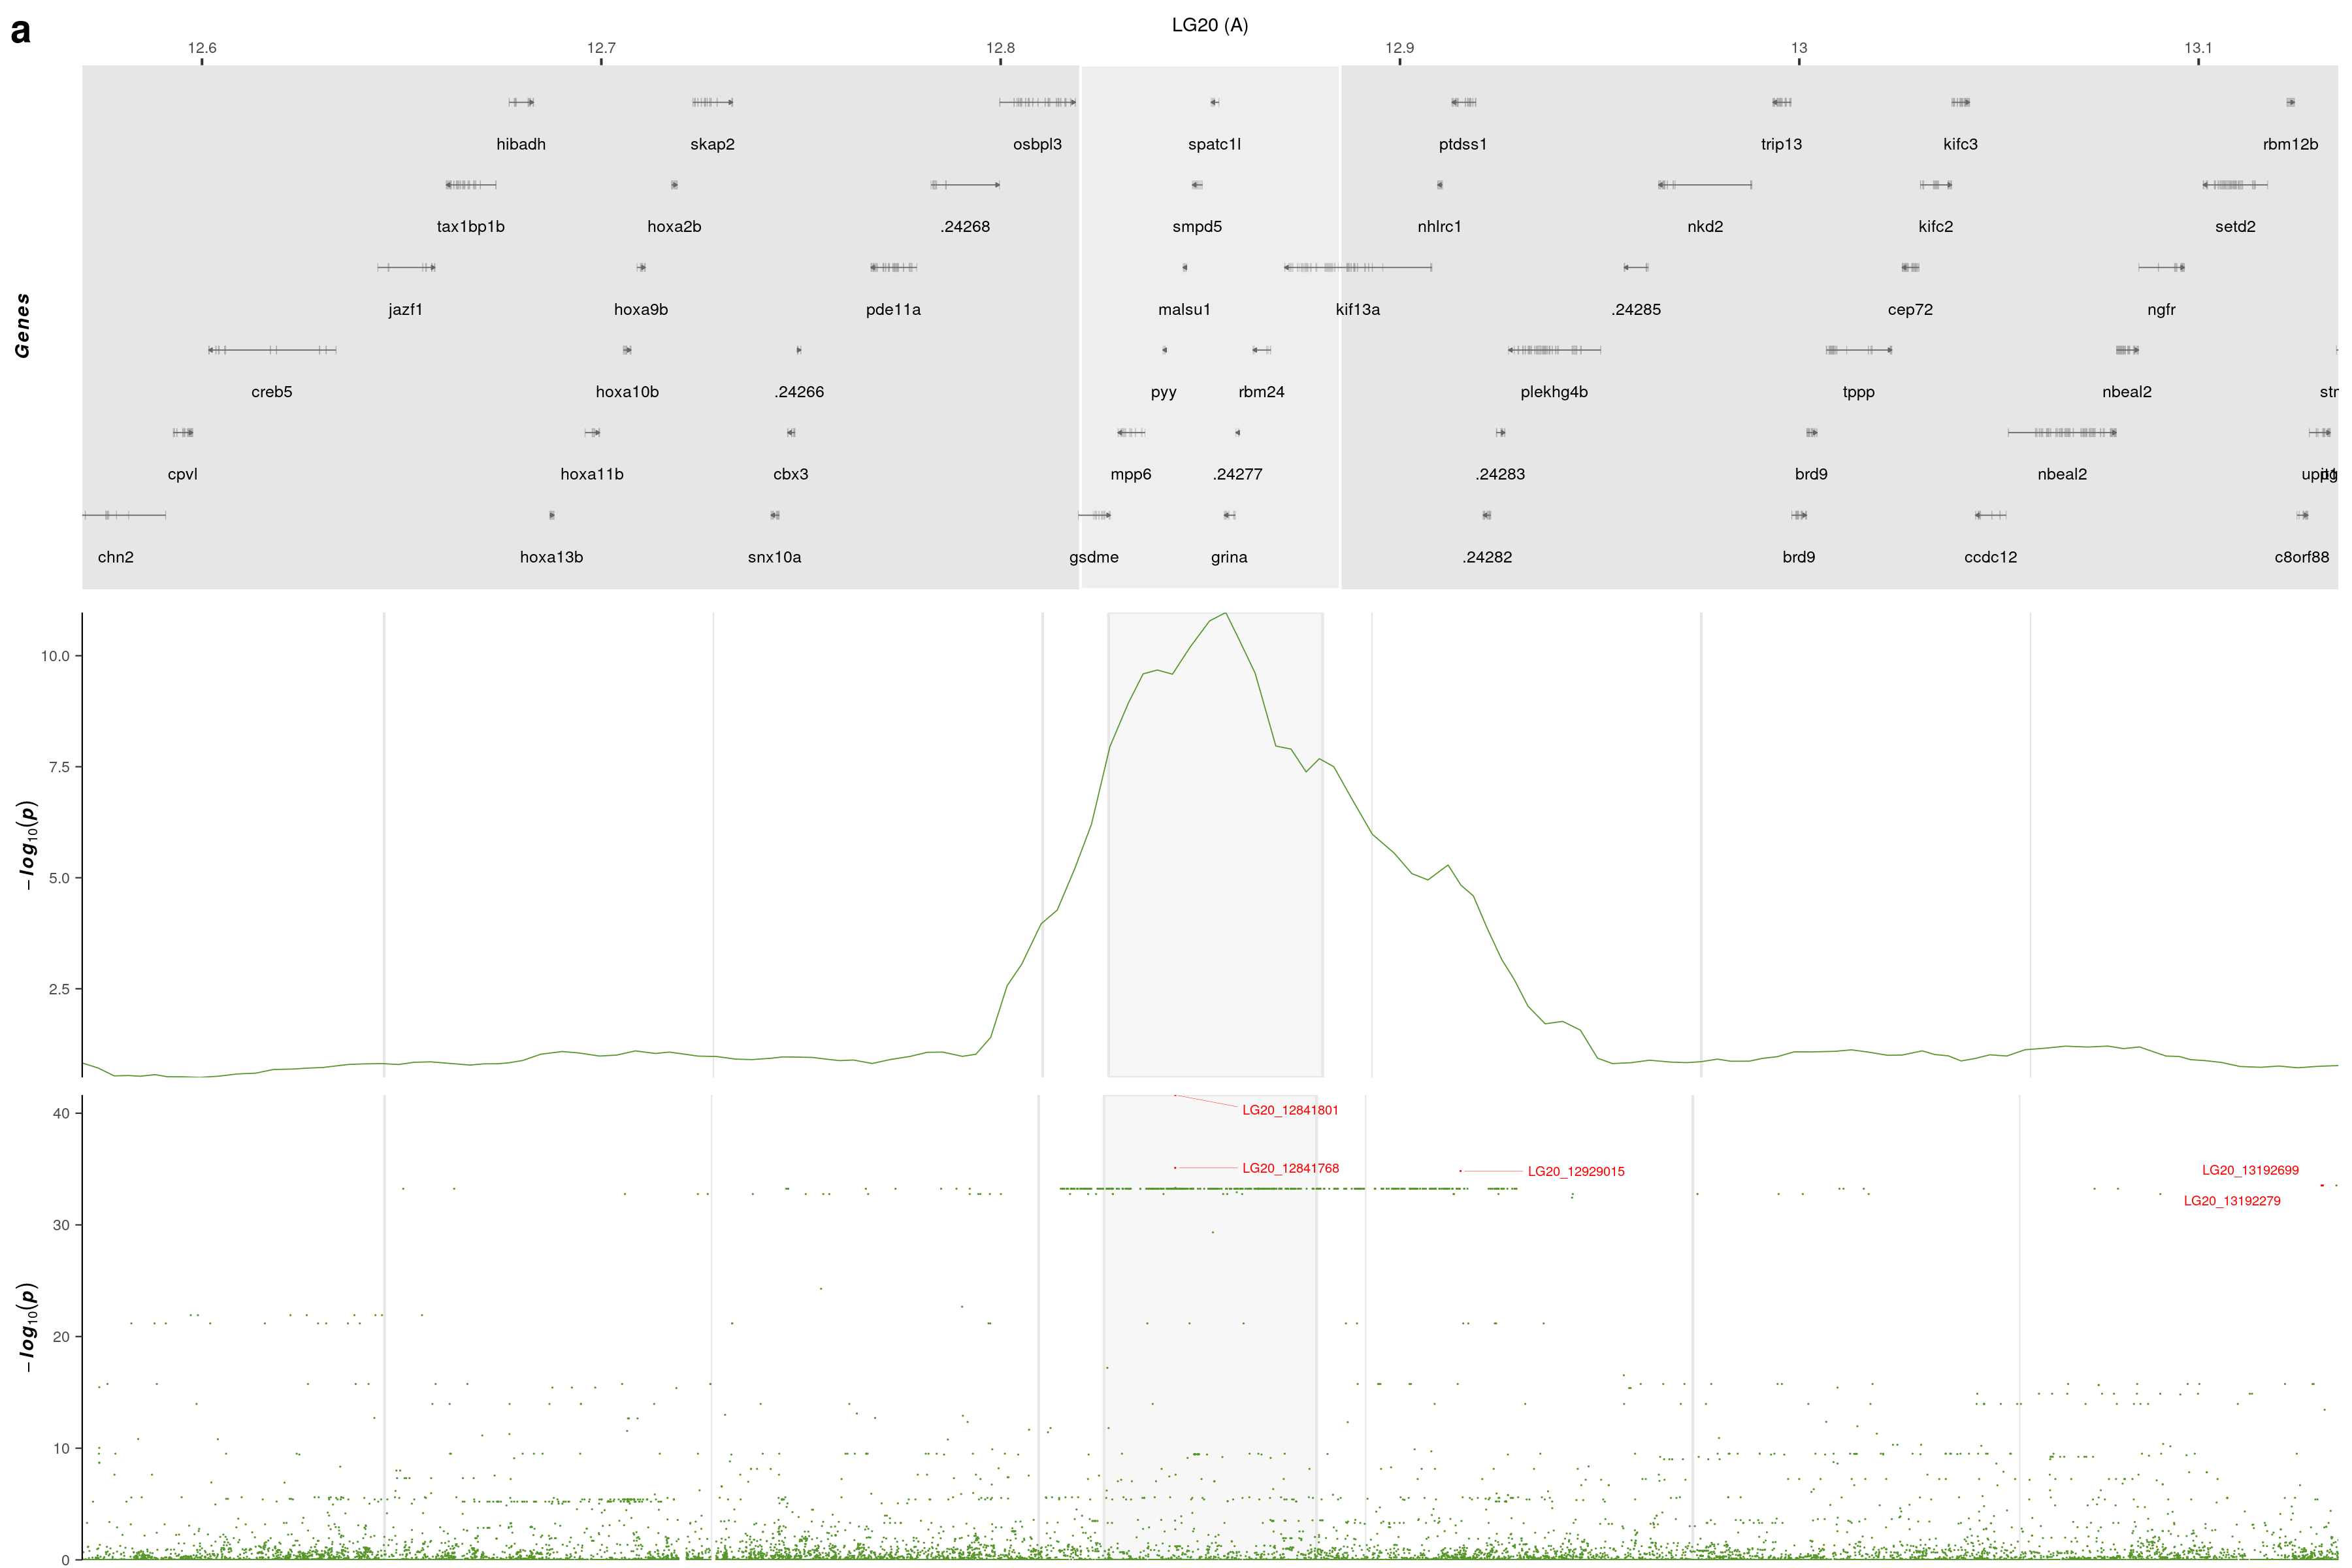 a
LG20 (A)
12.6 12.7 12.8 12.9 13 13.1
Genes
hibadh skap2 osbpl3 spatc1l ptdss1 trip13 kifc3 rbm12b
tax1bp1b hoxa2b .24268 smpd5 nhlrc1 nkd2 kifc2 setd2
jazf1 hoxa9b pde11a malsu1 kif13a .24285 cep72 ngfr
creb5 hoxa10b .24266 pyy rbm24 plekhg4b tppp nbeal2
cpvl hoxa11b cbx3 mpp6 .24277 .24283 brd9 nbeal2
chn2 hoxa13b snx10a gsdme grina .24282 brd9 ccdc12 c8orf88
−log10(p)
10.0
7.5
5.0
2.5
−log10(p)
40
30
20
10
0
LG20_12841801
LG20_12841768
LG20_12929015
LG20_13192699
LG20_13192279